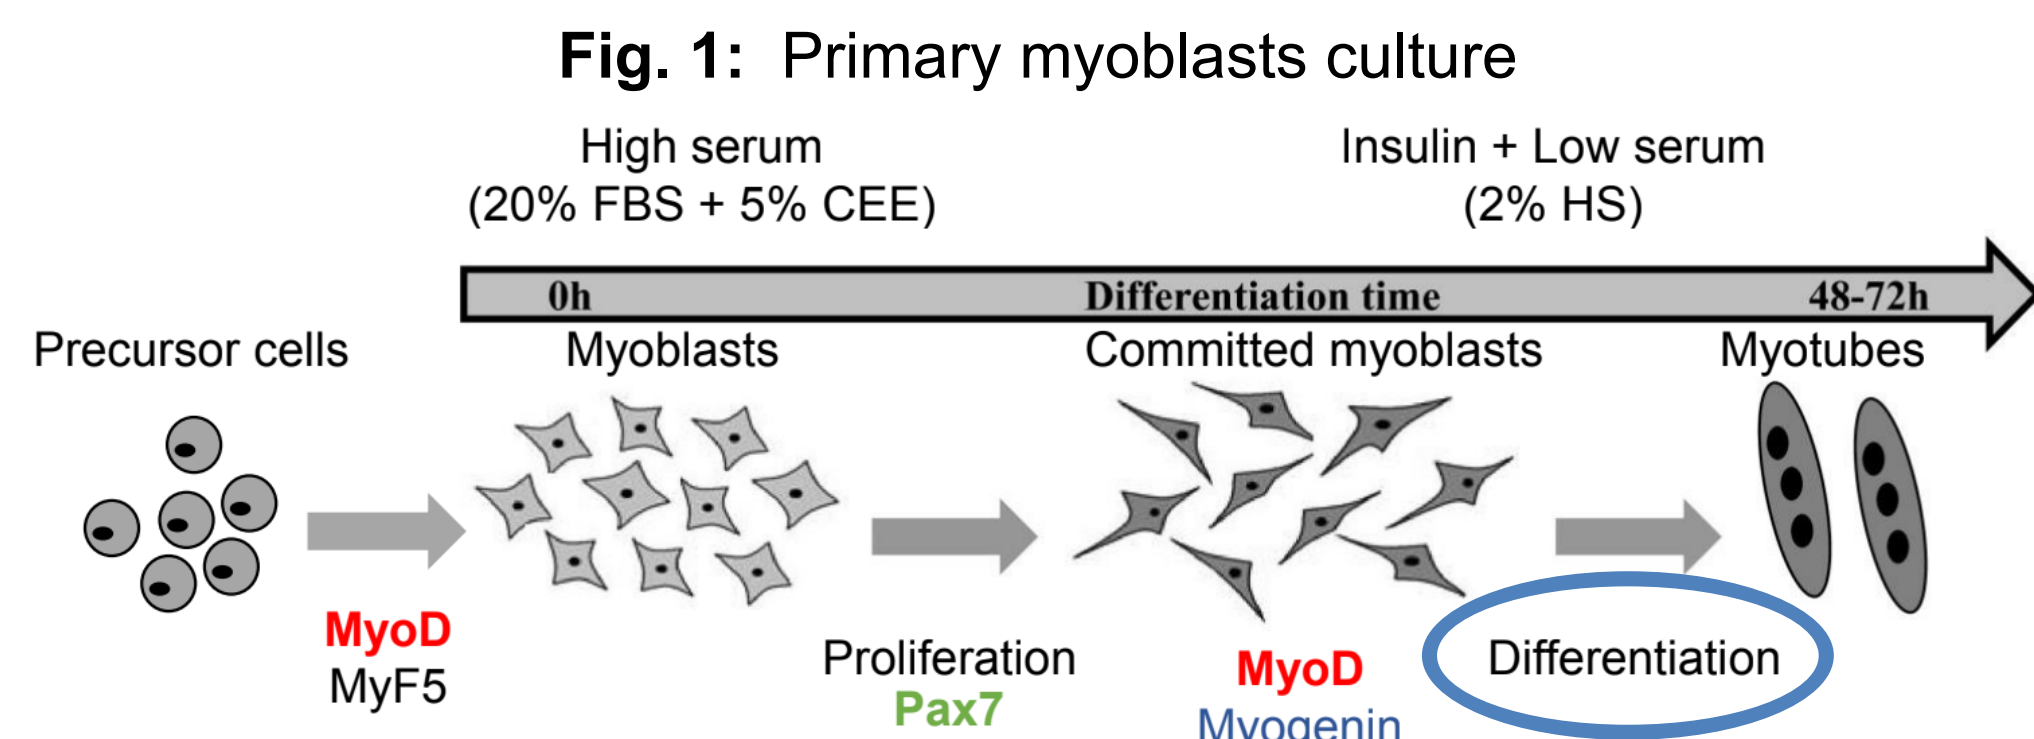 Fig. 1: Primary myoblasts culture
High serum
(20% FBS + 5% CEE)
Insulin + Low serum
(2% HS)
0h
Differentiation time
48-72h
Precursor cells
Myoblasts
Committed myoblasts
Myotubes
MyoD
MyF5
Proliferation
Pax7
MyoD
Myogenin
Differentiation